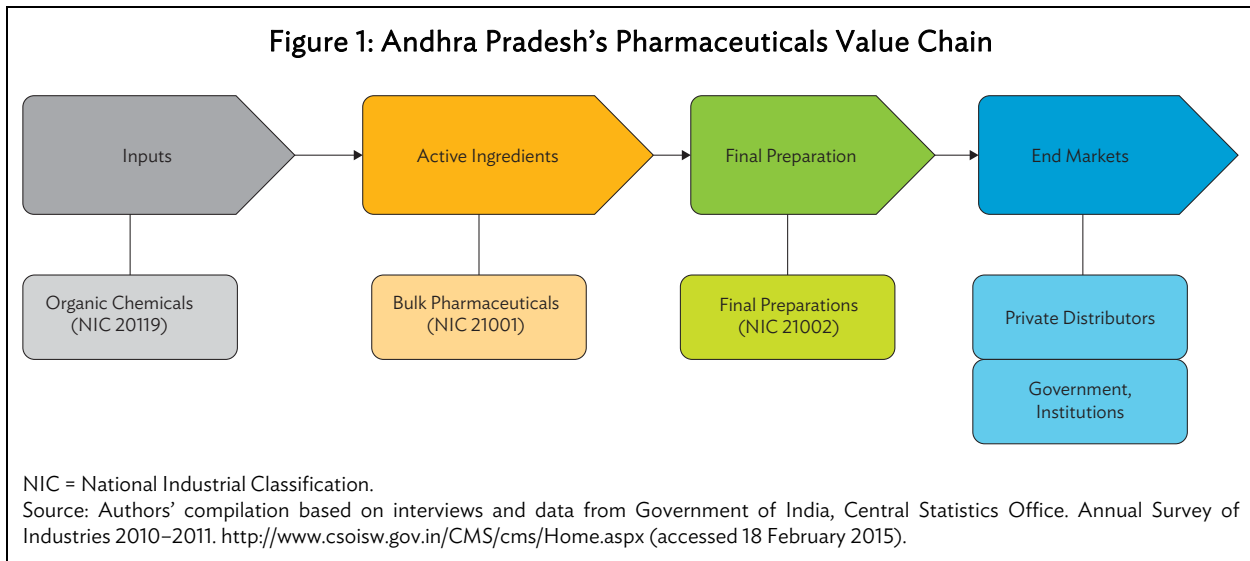 Figure 1: Andhra Pradesh’s Pharmaceuticals Value Chain
Inputs
Active Ingredients
Final Preparation
End Markets
Organic Chemicals
(NIC 20119)
Bulk Pharmaceuticals
(NIC 21001)
Final Preparations
(NIC 21002)
Private Distributors
Government,
Institutions
NIC = National Industrial Classification.
Source: Authors’ compilation based on interviews and data from Government of India, Central Statistics Office. Annual Survey of
Industries 2010–2011. http://www.csoisw.gov.in/CMS/cms/Home.aspx (accessed 18 February 2015).